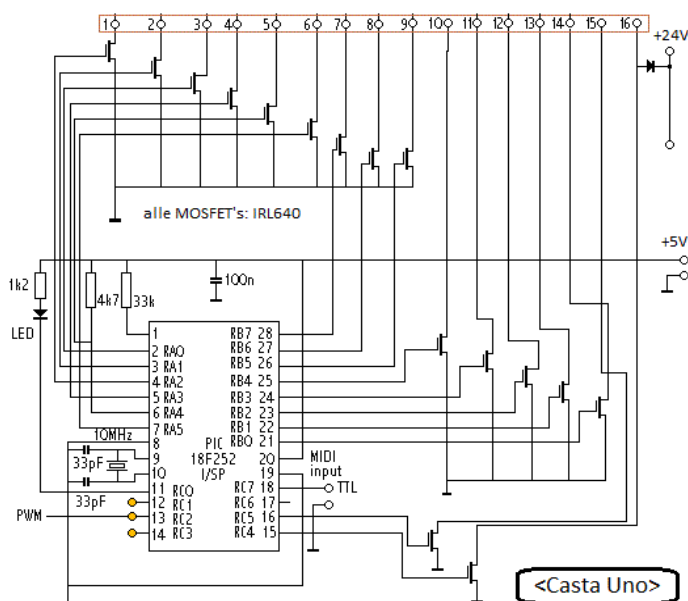 1 2 3 4 5 6 7 8 9 10 11 12 13 14 15 16
+24V
alle MOSFET's: IRL640
+5V
1k2
4k7
33k
100n
LED
1
RB7 28
2 RA0
RB6 27
3 RA1
RB5 26
4 RA2
RB4 25
5 RA3
RB3 24
6 RA4
RB2 23
7 RA5
RB1 22
10MHz
8
PIC
RB0 21
33pF
9
18F252
20
MIDI
input
10
I/SP
19
11 RC0
RC7 18
TTL
33pF
12 RC1
RC6 17
PWM
13 RC2
RC5 16
14 RC3
RC4 15
<Casta Uno>